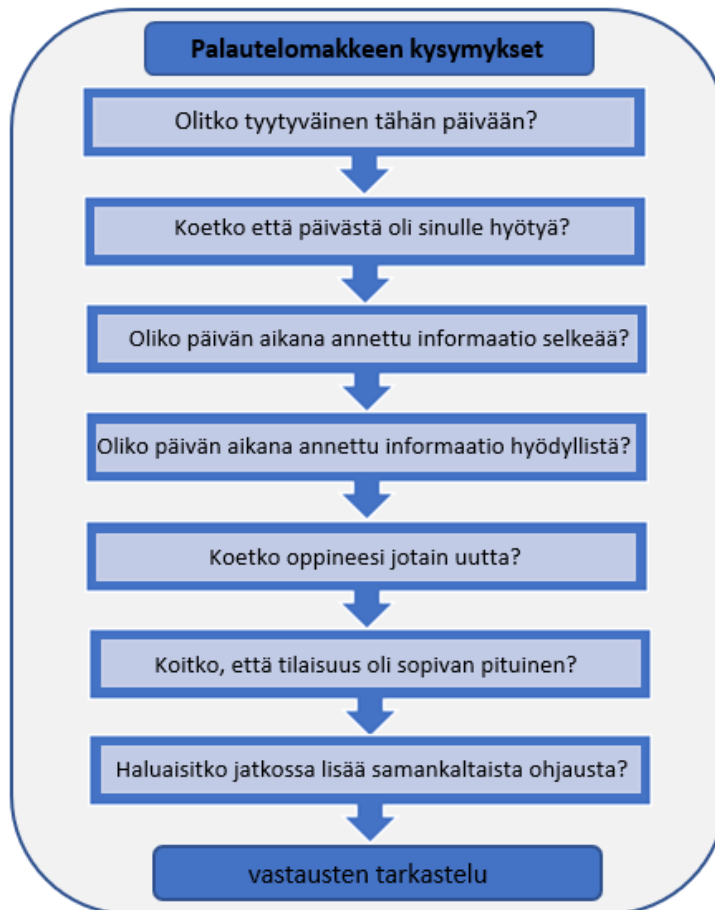 Palautelomakkeen kysymykset
Olitko tyytyväinen tähän päivään?
Koetko että päivästä oli sinulle hyötyä?
Oliko päivän aikana annettu informaatio selkeää?
Oliko päivän aikana annettu informaatio hyödyllistä?
Koetko oppineesi jotain uutta?
Koitko, että tilaisuus oli sopivan pituinen?
Haluaisitko jatkossa lisää samankaltaista ohjausta?
vastausten tarkastelu